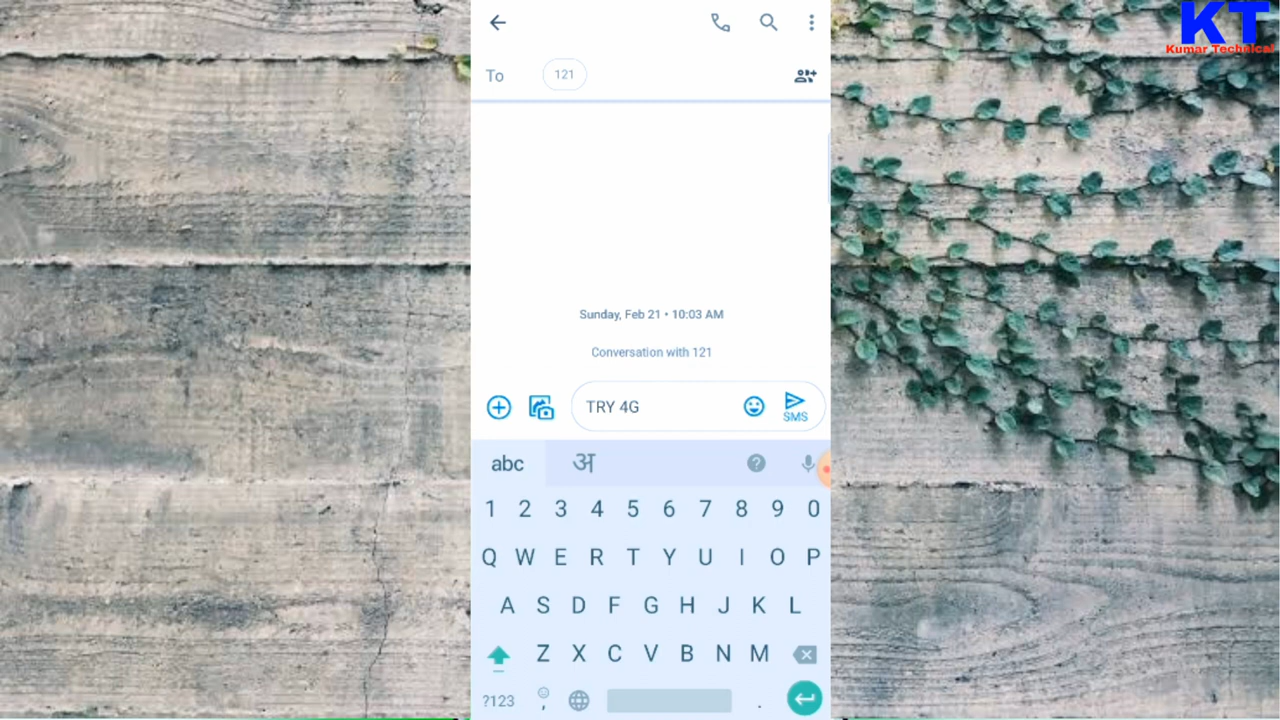 KT
Kumar Technical
To 121
Sunday, Feb 21 • 10:03 AM
Conversation with 121
TRY 4G
SMS
abc अ
1 2 3 4 5 6 7 8 9 0
Q W E R T Y U I O P
A S D F G H J K L
Z X C V B N M
?123 , .